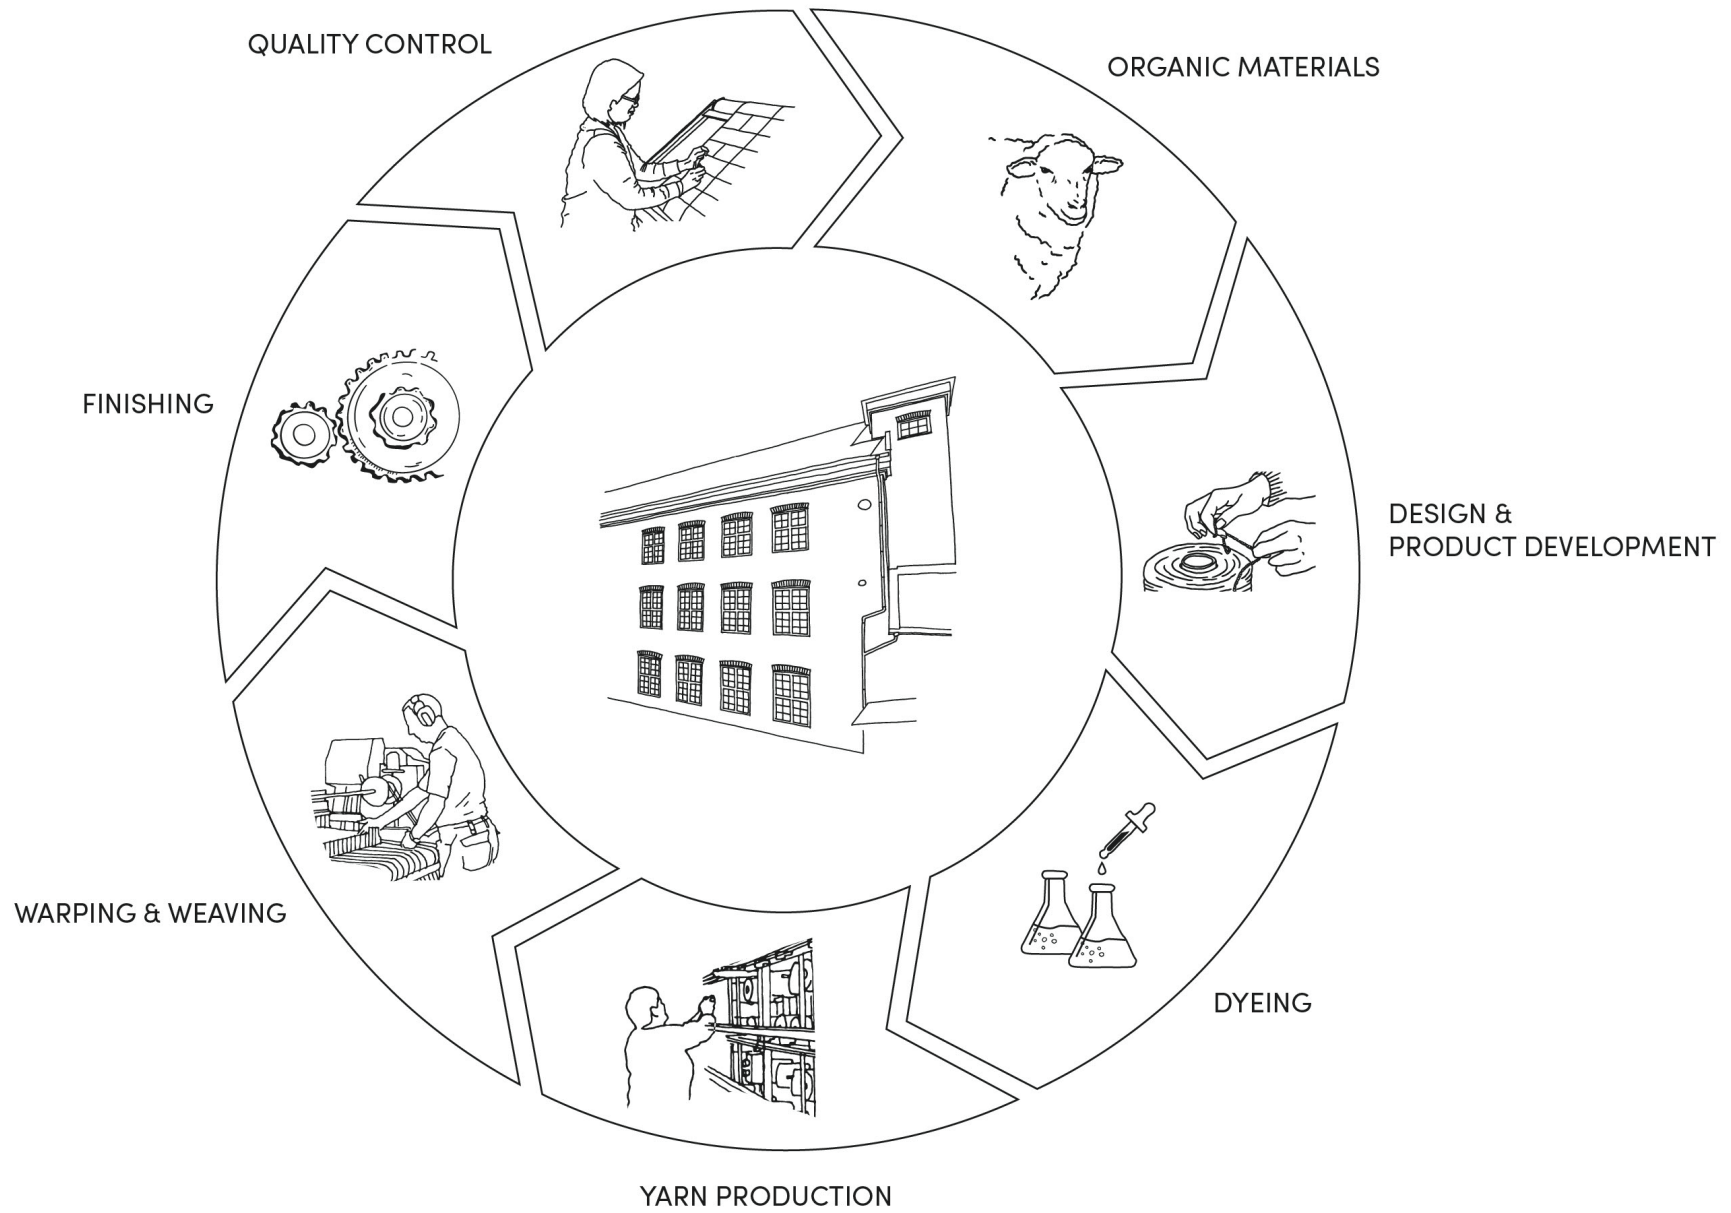 QUALITY CONTROL
ORGANIC MATERIALS
FINISHING
DESIGN &
PRODUCT DEVELOPMENT
WARPING & WEAVING
DYEING
YARN PRODUCTION